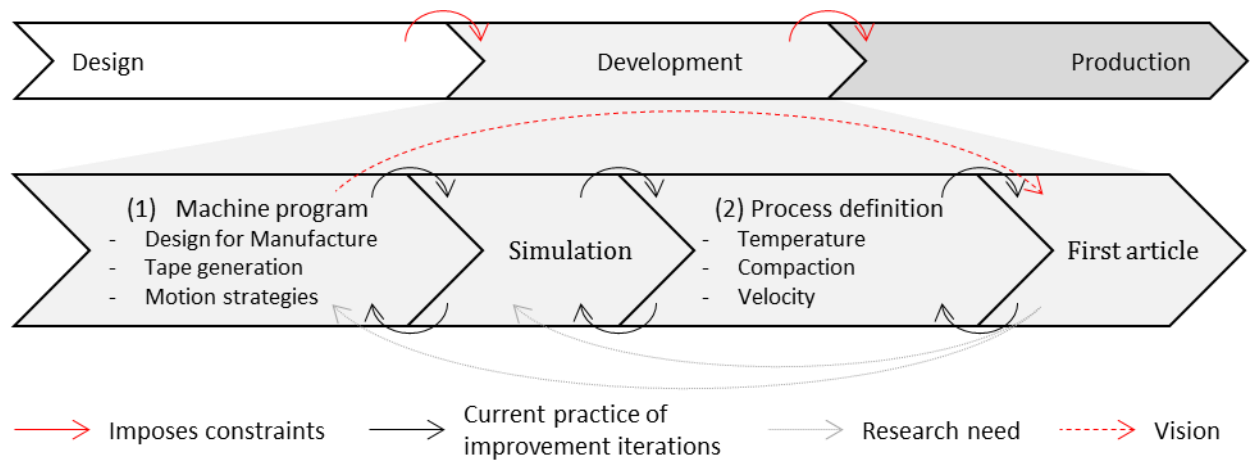 Design
Development
Production
(1) Machine program
- Design for Manufacture
- Tape generation
- Motion strategies
Simulation
(2) Process definition
- Temperature
- Compaction
- Velocity
First article
Imposes constraints
Current practice of
improvement iterations
Research need
Vision